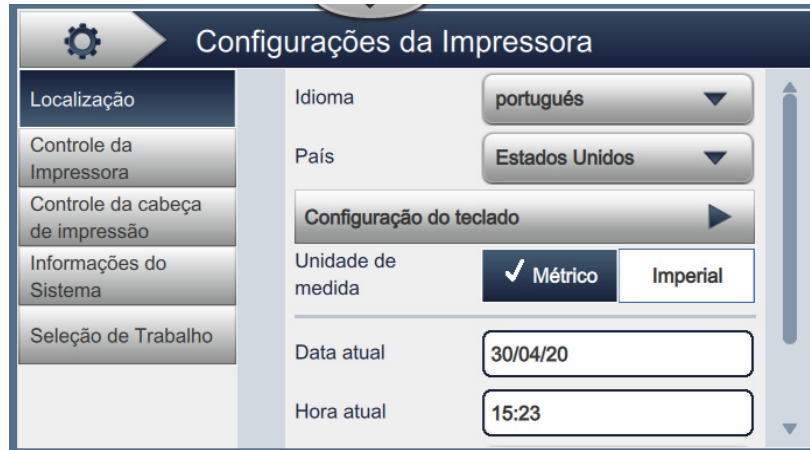 Configurações da Impressora
Localização
Controle da
Impressora
Controle da cabeça
de impressão
Informações do
Sistema
Seleção de Trabalho
Idioma
portugués
País
Estados Unidos
Configuração do teclado
Unidade de
medida
Métrico
Imperial
Data atual
30/04/20
Hora atual
15:23